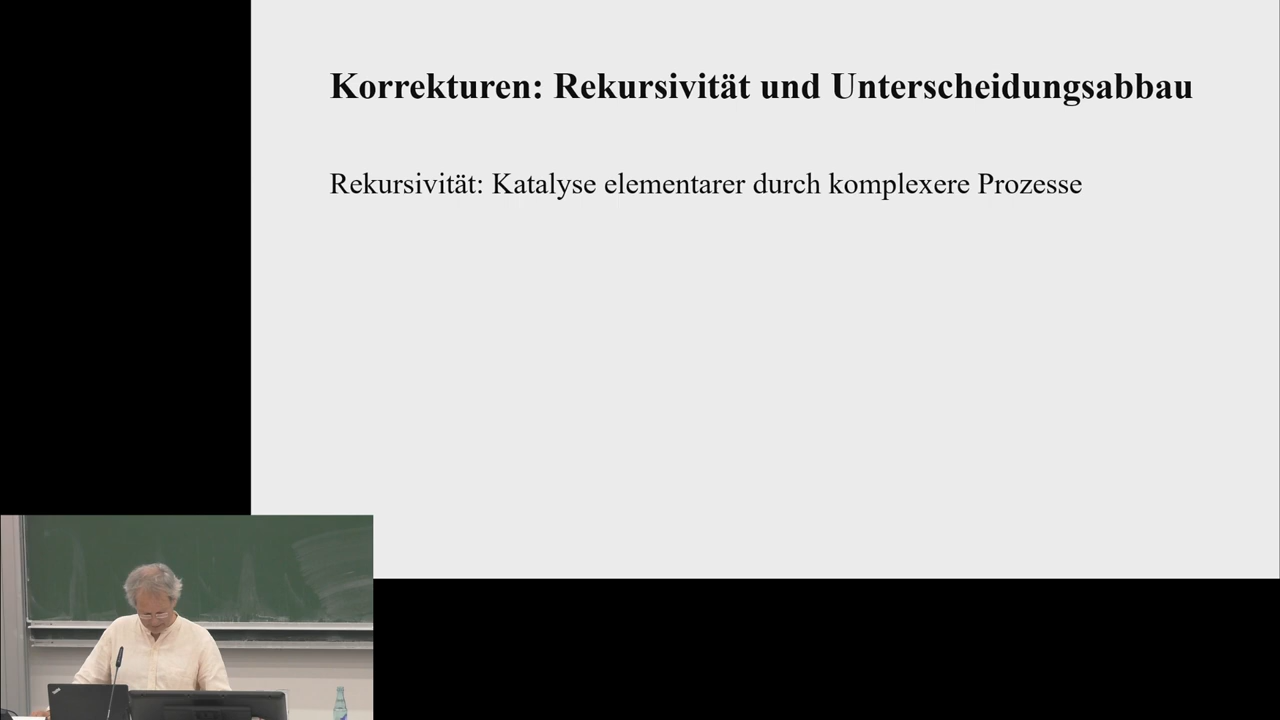 Korrekturen: Rekursivität und Unterscheidungsabbau
Rekursivität: Katalyse elementarer durch komplexere Prozesse